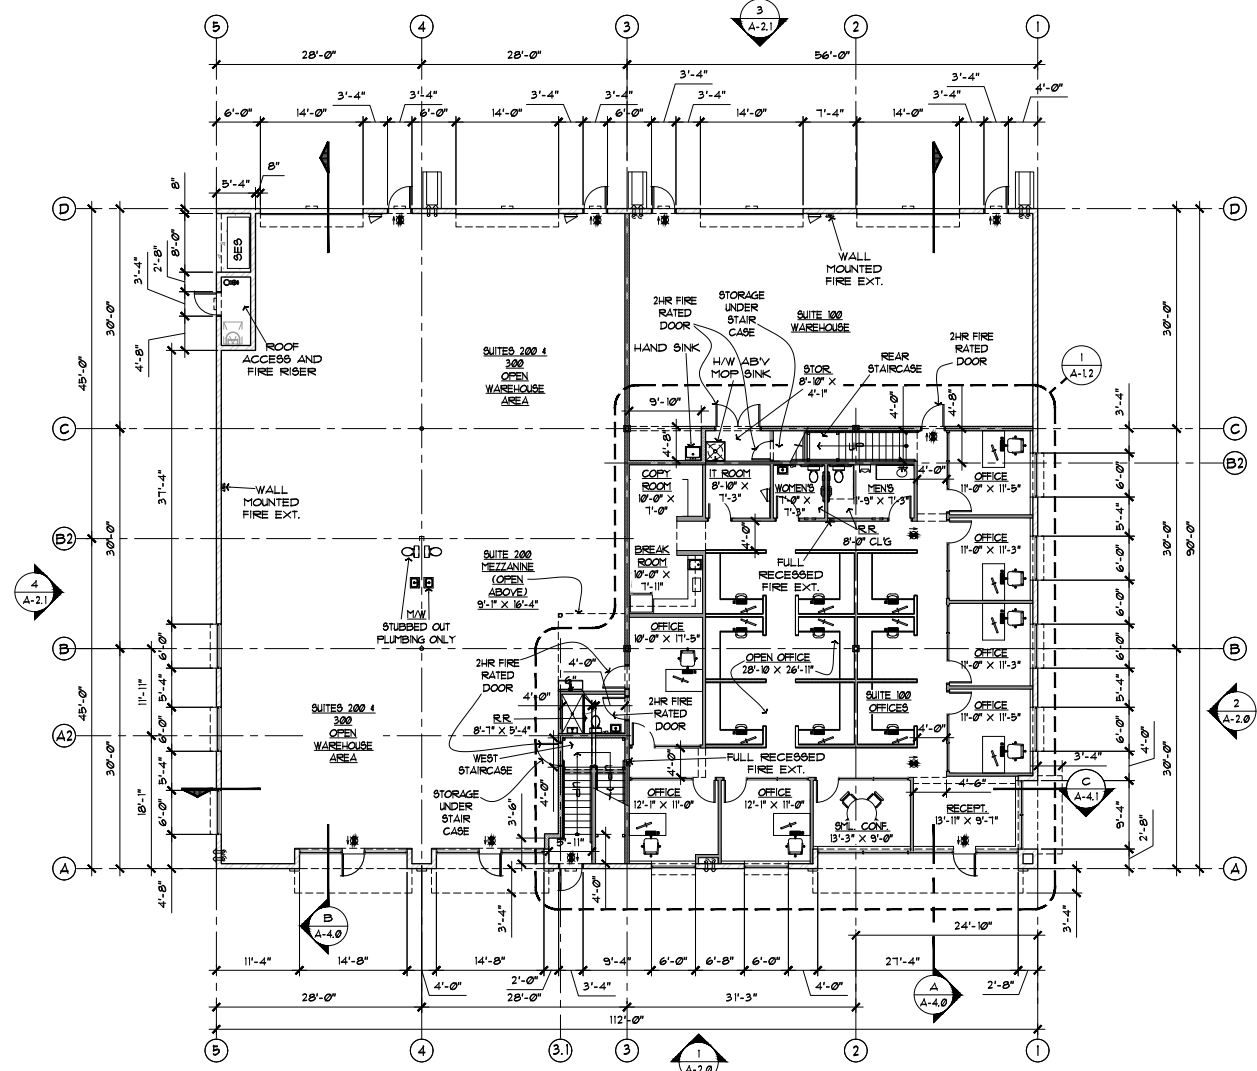 3
A-2.1
5
4
3
2
1
28'-0"
28'-0"
56'-0"
3'-4"
3'-4"
3'-4"
3'-4"
3'-4"
3'-4"
3'-4"
3'-4"
4'-0"
6'-0"
14'-0"
6'-0"
14'-0"
6'-0"
14'-0"
7'-4"
14'-0"
8"
5'-4"
8"
D
D
8'-0"
2'-8"
3'-4"
4'-8"
30'-0"
45'-0"
SES
ROOF
ACCESS AND
FIRE RISER
SUITES 200 &
300
OPEN
WAREHOUSE
AREA
WALL
MOUNTED
FIRE EXT.
2HR FIRE
RATED
DOOR
STORAGE
UNDER
STAIR
CASE
SUITE 100
WAREHOUSE
HAND SINK
H/W AB'V
MOP SINK
STOR.
8'-10" X
4'-1"
REAR
STAIRCASE
2HR FIRE
RATED
DOOR
1
A-1.2
30'-0"
3'-4"
9'-10"
4'-8"
4'-0"
4'-8"
C
C
B2
37'-4"
WALL
MOUNTED
FIRE EXT.
COPY
ROOM
10'-0" X
7'-0"
IT ROOM
8'-10" X
7'-3"
WOMENS
7'-0" X
7'-3"
MENS
7'-9" X 7'-3"
4'-0"
OFFICE
11'-0" X 11'-5"
6'-0"
5'-4"
R.R.
8'-0" CL'G
4'-0"
B2
30'-0"
30'-0"
90'-0"
OFFICE
11'-0" X 11'-3"
BREAK
ROOM
10'-0" X
7'-11"
FULL
RECESSED
FIRE EXT.
SUITE 200
MEZZANINE
(OPEN
ABOVE)
9'-1" X 16'-4"
M/W
STUBBED OUT
PLUMBING ONLY
4
A-2.1
6'-0"
6'-0"
OFFICE
10'-0" X 17'-5"
OFFICE
11'-0" X 11'-3"
B
B
6'-0"
5'-4"
6'-0"
5'-4"
6'-0"
11'-11"
18'-1"
45'-0"
30'-0"
2HR FIRE
RATED
DOOR
4'-0"
6"
4'-0"
OPEN OFFICE
28'-10 X 26'-11"
SUITE 100
OFFICES
2HR FIRE
RATED
DOOR
R.R.
8'-7" X 5'-4"
OFFICE
11'-0" X 11'-5"
5'-4"
6'-0"
2
A-2.0
SUITES 200 &
300
OPEN
WAREHOUSE
AREA
A2
WEST
STAIRCASE
4'-0"
4'-0"
4'-0"
FULL RECESSED
FIRE EXT.
3'-4"
4'-0"
30'-0"
STORAGE
UNDER
STAIR
CASE
3'-6"
5'-11"
4'-0"
OFFICE
12'-1" X 11'-0"
OFFICE
12'-1" X 11'-0"
4'-6"
C
A-4.1
SML. CONF.
13'-3" X 9'-0"
RECEPT.
13'-11" X 9'-7"
9'-4"
2'-8"
A
A
4'-8"
4'-0"
B
A-4.0
3'-4"
3'-4"
24'-10"
11'-4"
14'-8"
14'-8"
9'-4"
6'-0"
6'-8"
6'-0"
27'-4"
4'-0"
2'-0"
3'-4"
4'-0"
2'-8"
28'-0"
28'-0"
31'-3"
A
A-4.0
112'-0"
5
4
3.1
3
2
1
1
A-2.0